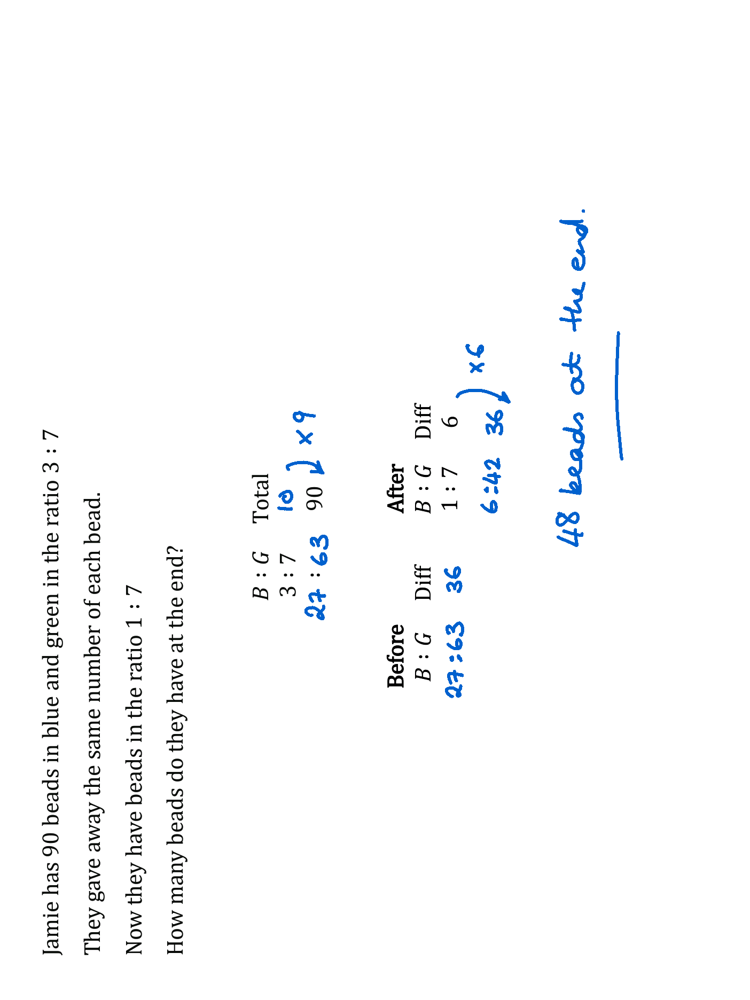 Jamie has 90 beads in blue and green in the ratio 3 : 7
They gave away the same number of each bead.
Now they have beads in the ratio 1 : 7
How many beads do they have at the end?
B : G Total
3 : 7 10
27 : 63 90 ×9
Before After
B : G Diff B : G Diff
27 : 63 36 1 : 7 6
6 : 42 36 ×6
48 beads at the end.